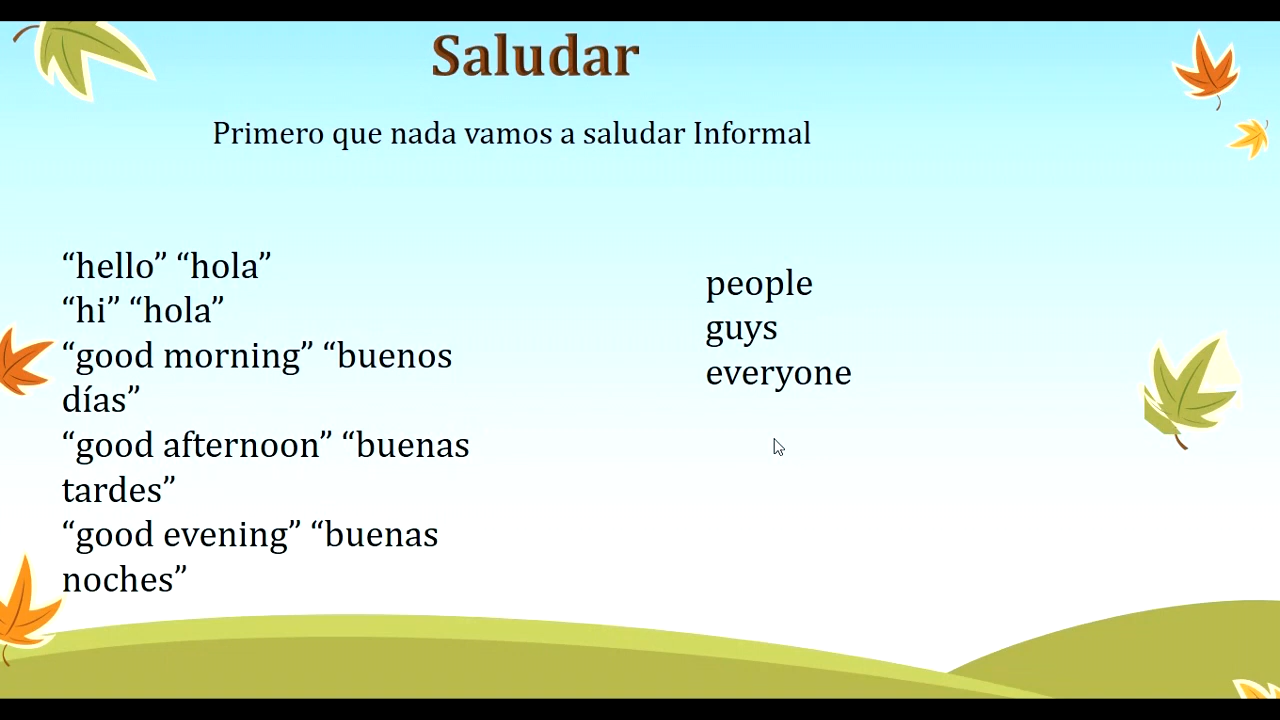 Saludar
Primero que nada vamos a saludar Informal
“hello” “hola”
“hi” “hola”
“good morning” “buenos
días”
“good afternoon” “buenas
tardes”
“good evening” “buenas
noches”
people
guys
everyone